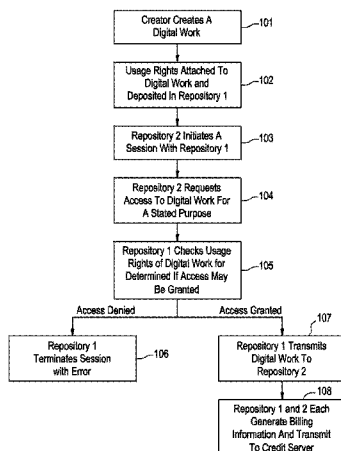 Creator Creates A
Digital Work
101
Usage Rights Attached To
Digital Work and
Deposited In Repository 1
102
Repository 2 Initiates A
Session With Repository 1
103
Repository 2 Requests
Access To Digital Work For
A Stated Purpose
104
Repository 1 Checks Usage
Rights of Digital Work for
Determined If Access May
Be Granted
105
Access Denied
Access Granted
Repository 1
Terminates Session
with Error
106
107
Repository 1 Transmits
Digital Work To
Repository 2
108
Repository 1 and 2 Each
Generate Billing
Information And Transmit
To Credit Server